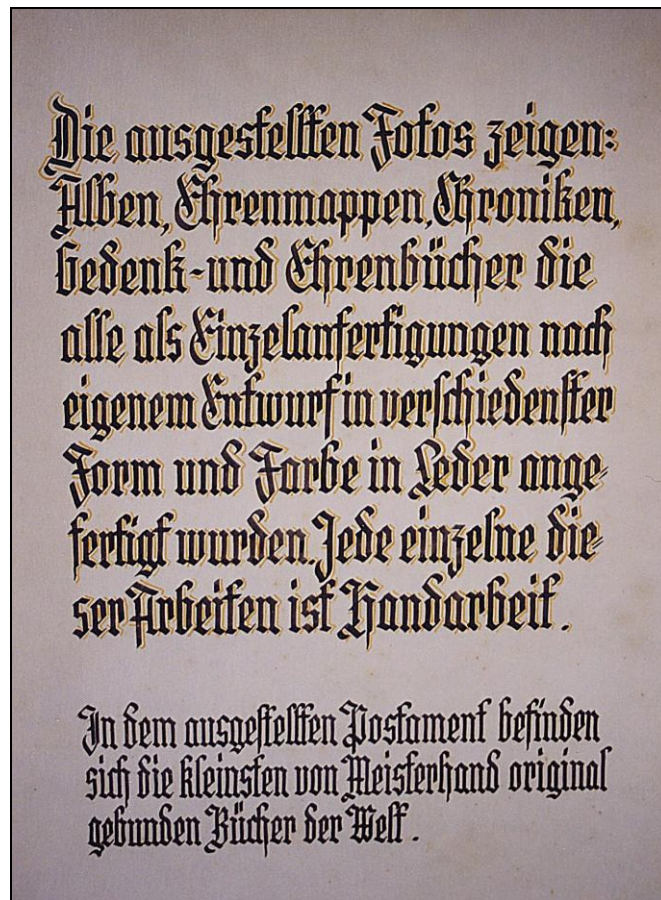 Die ausgestellten Fotos zeigen:
Alben, Ehrenmappen, Chroniken,
Gedenk-und Ehrenbücher die
alle als Einzelanfertigungen nach
eigenem Entwurf in verschiedenster
Form und Farbe in Leder ange-
fertigt wurden. Jede einzelne die-
ser Arbeiten ist Handarbeit.
In dem ausgestellten Postament befinden
sich die kleinsten von Meisterhand original
gebunden Bücher der Welt.